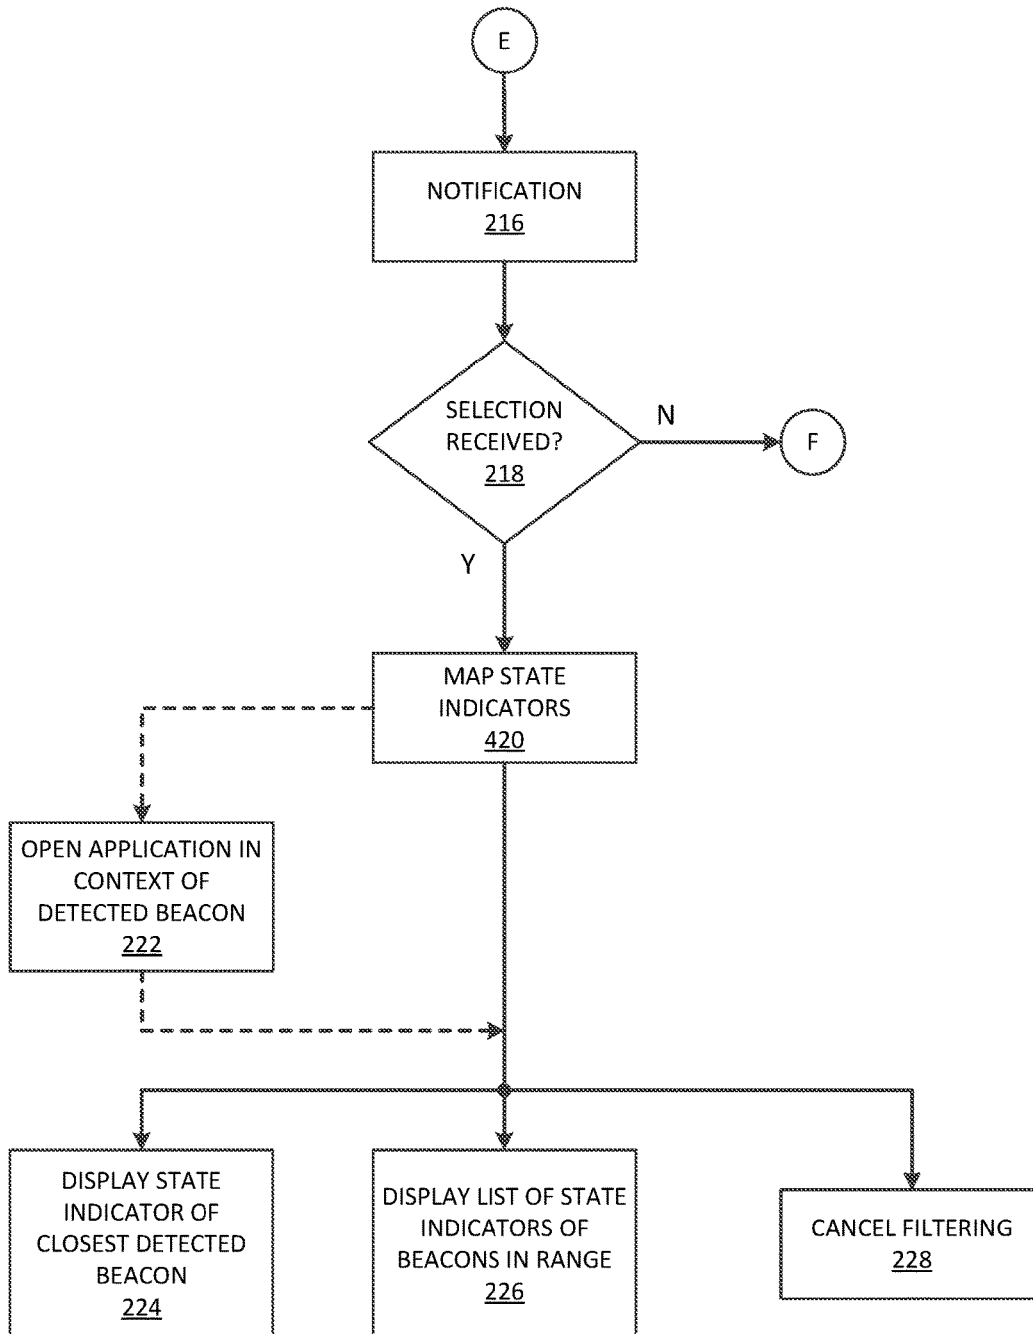 E
NOTIFICATION
216
SELECTION
RECEIVED?
218
N
F
Y
MAP STATE
INDICATORS
420
OPEN APPLICATION IN
CONTEXT OF
DETECTED BEACON
222
DISPLAY STATE
INDICATOR OF
CLOSEST DETECTED
BEACON
224
DISPLAY LIST OF STATE
INDICATORS OF
BEACONS IN RANGE
226
CANCEL FILTERING
228